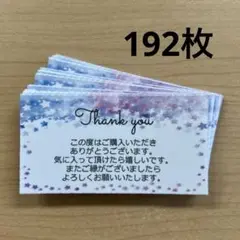 192枚
Thank you
この度はご購入いただき
ありがとうございます。
気に入って頂けたら嬉しいです。
またご縁がございましたら
よろしくお願いいたします。